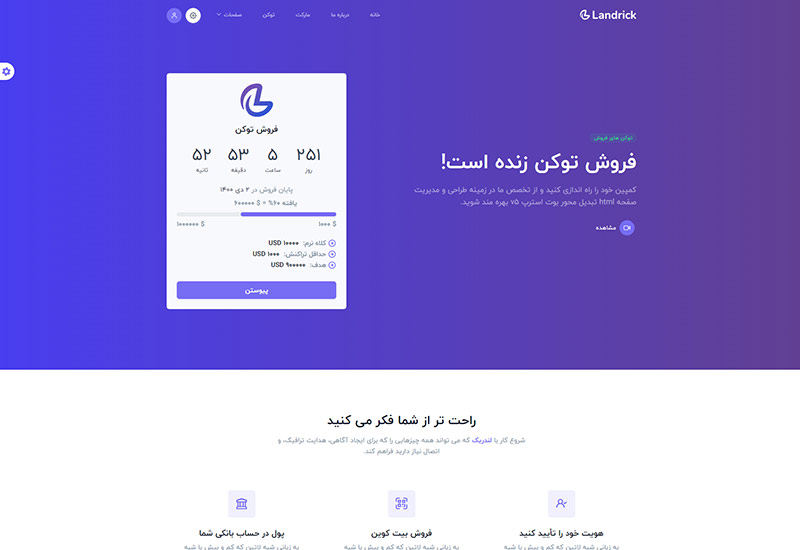 Landrick
خانه
درباره ما
مارکت
توکن
صفحات
توکن های فروش
فروش توکن زنده است!
کمپین خود را راه اندازی کنید و از تخصص ما در زمینه طراحی و مدیریت
صفحه html تبدیل محور بوت استرپ v5 بهره مند شوید.
مشاهده
فروش توکن
۲۵۱ ۵ ۵۳ ۵۲
روز ساعت دقیقه ثانیه
پایان فروش در ۲ دی ۱۴۰۰
یافته ۶۰% = $ ۶۰۰۰۰۰
$ ۱۰۰۰ $ ۱۰۰۰۰۰۰
کلاه نرم: ۱۰۰۰۰ USD
حداقل تراکنش: ۱۰۰۰ USD
هدف: ۹۰۰۰۰۰ USD
پیوستن
راحت تر از شما فکر می کنید
شروع کار با لندریک که می تواند همه چیزهایی را که برای ایجاد آگاهی، هدایت ترافیک، و
اتصال نیاز دارید فراهم کند.
هویت خود را تأیید کنید
به زبانی شبه لاتین که کم و بیش با شبه
فروش بیت کوین
به زبانی شبه لاتین که کم و بیش با شبه
پول در حساب بانکی شما
به زبانی شبه لاتین که کم و بیش با شبه